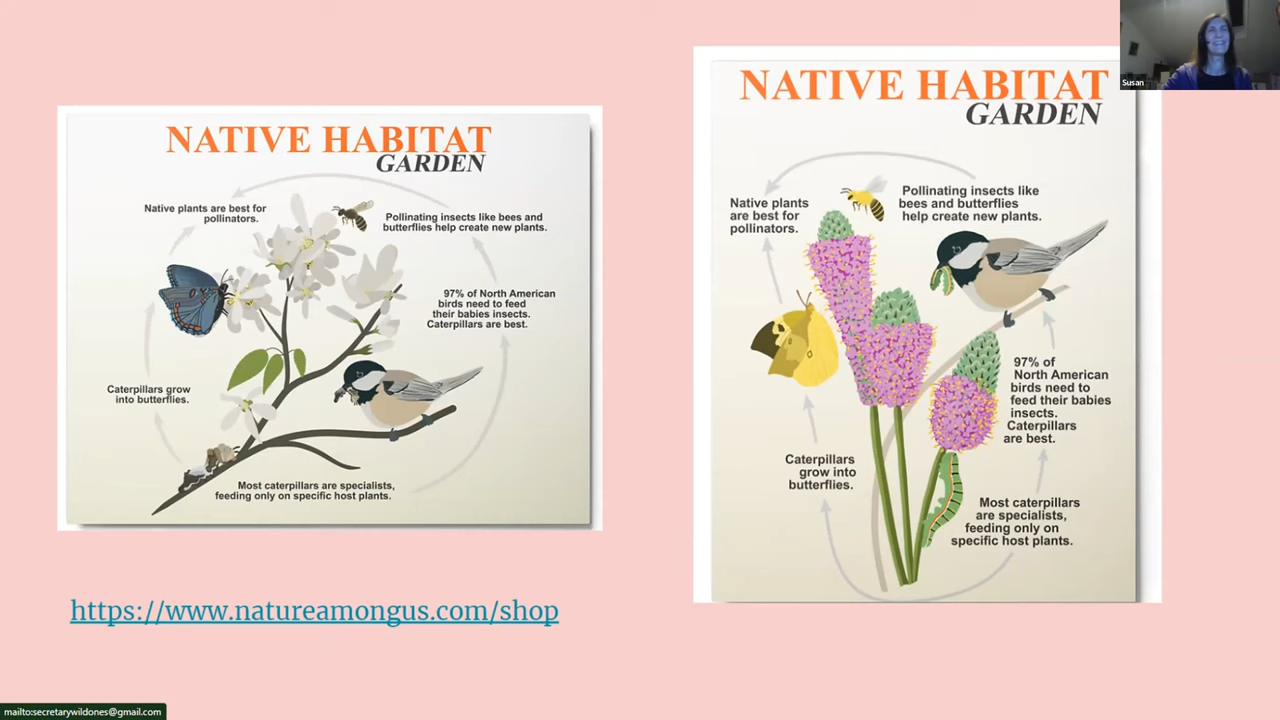 NATIVE HABITAT
GARDEN
Native plants are best for
pollinators.
Pollinating insects like bees and
butterflies help create new plants.
97% of North American
birds need to feed
their babies insects.
Caterpillars are best.
Caterpillars grow
into butterflies.
Most caterpillars are specialists,
feeding only on specific host plants.
https://www.natureamongus.com/shop
NATIVE HABITAT
GARDEN
Native plants
are best for
pollinators.
Pollinating insects like
bees and butterflies
help create new plants.
97% of
North American
birds need to
feed their babies
insects.
Caterpillars
are best.
Caterpillars
grow into
butterflies.
Most caterpillars
are specialists,
feeding only on
specific host plants.
Susan
mailto:secretarywildones@gmail.com